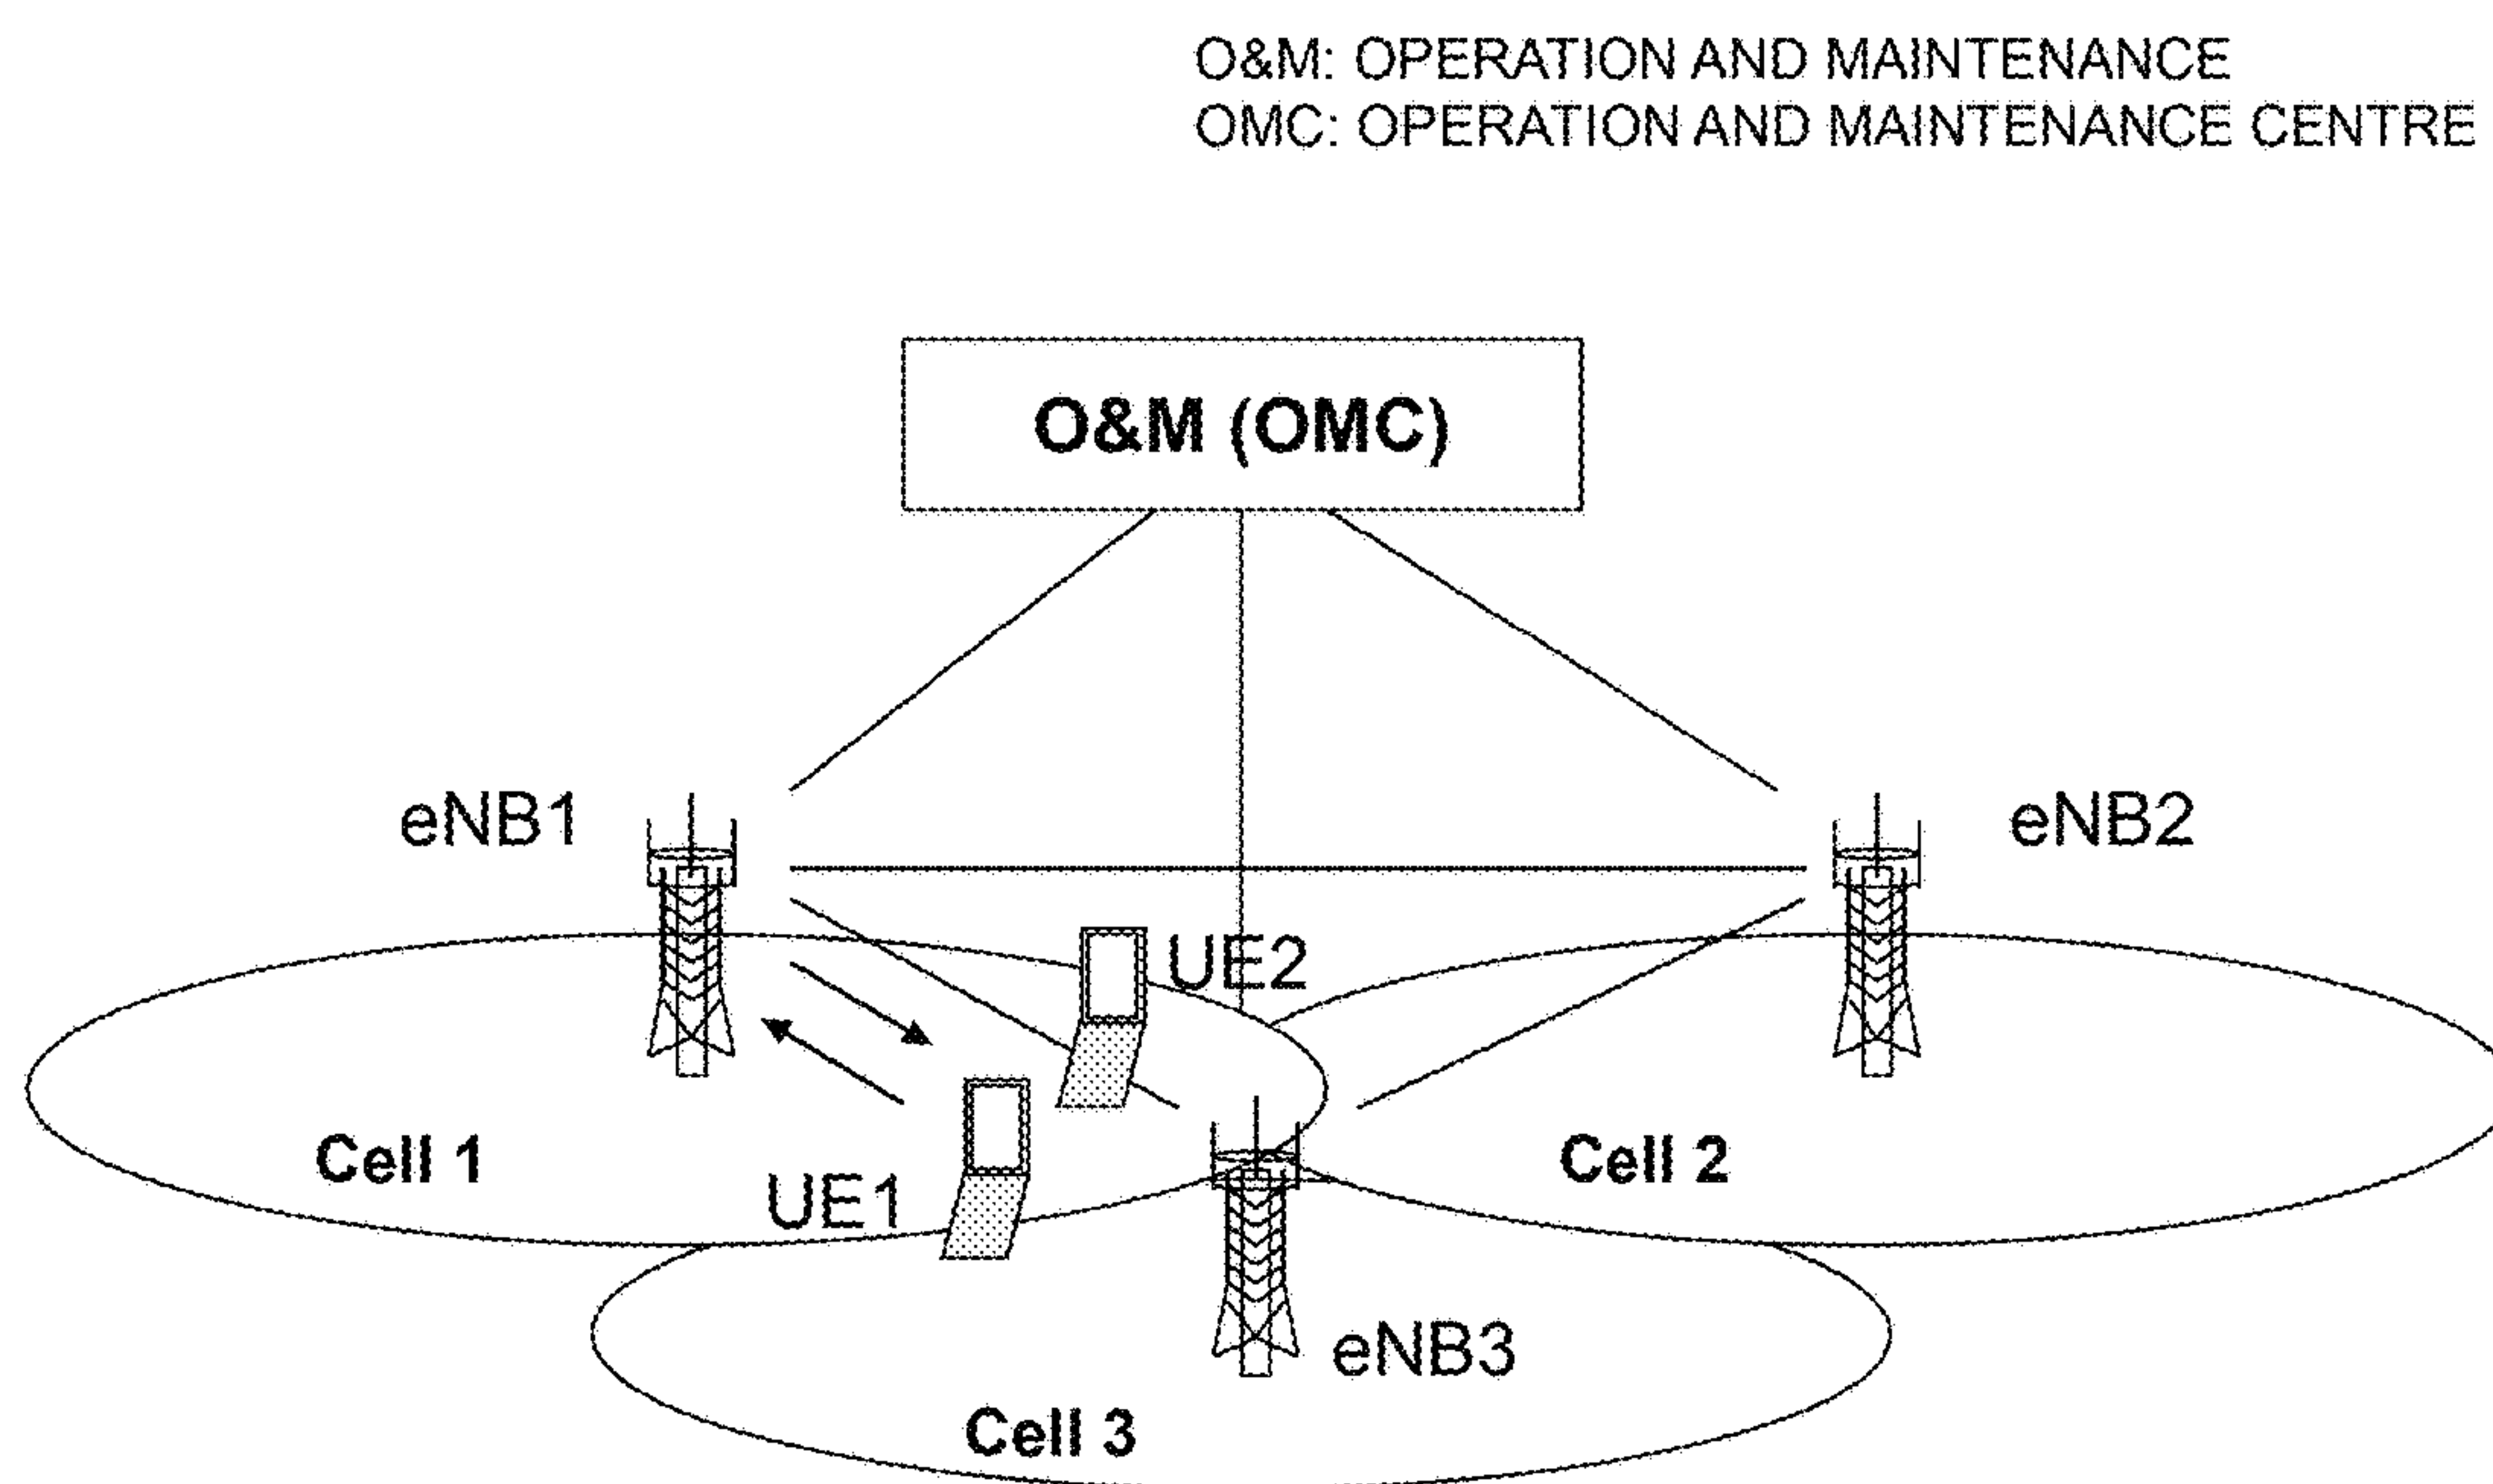 O&M: OPERATION AND MAINTENANCE
OMC: OPERATION AND MAINTENANCE CENTRE
O&M (OMC)
eNB1
eNB2
UE2
Cell 1
Cell 2
UE1
eNB3
Cell 3